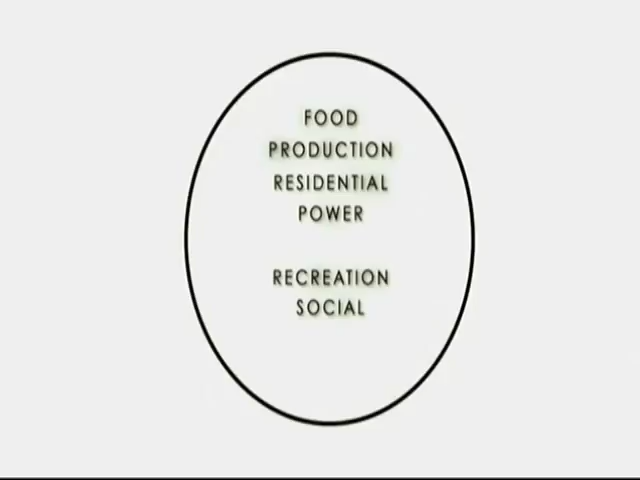 FOOD
PRODUCTION
RESIDENTIAL
POWER
RECREATION
SOCIAL